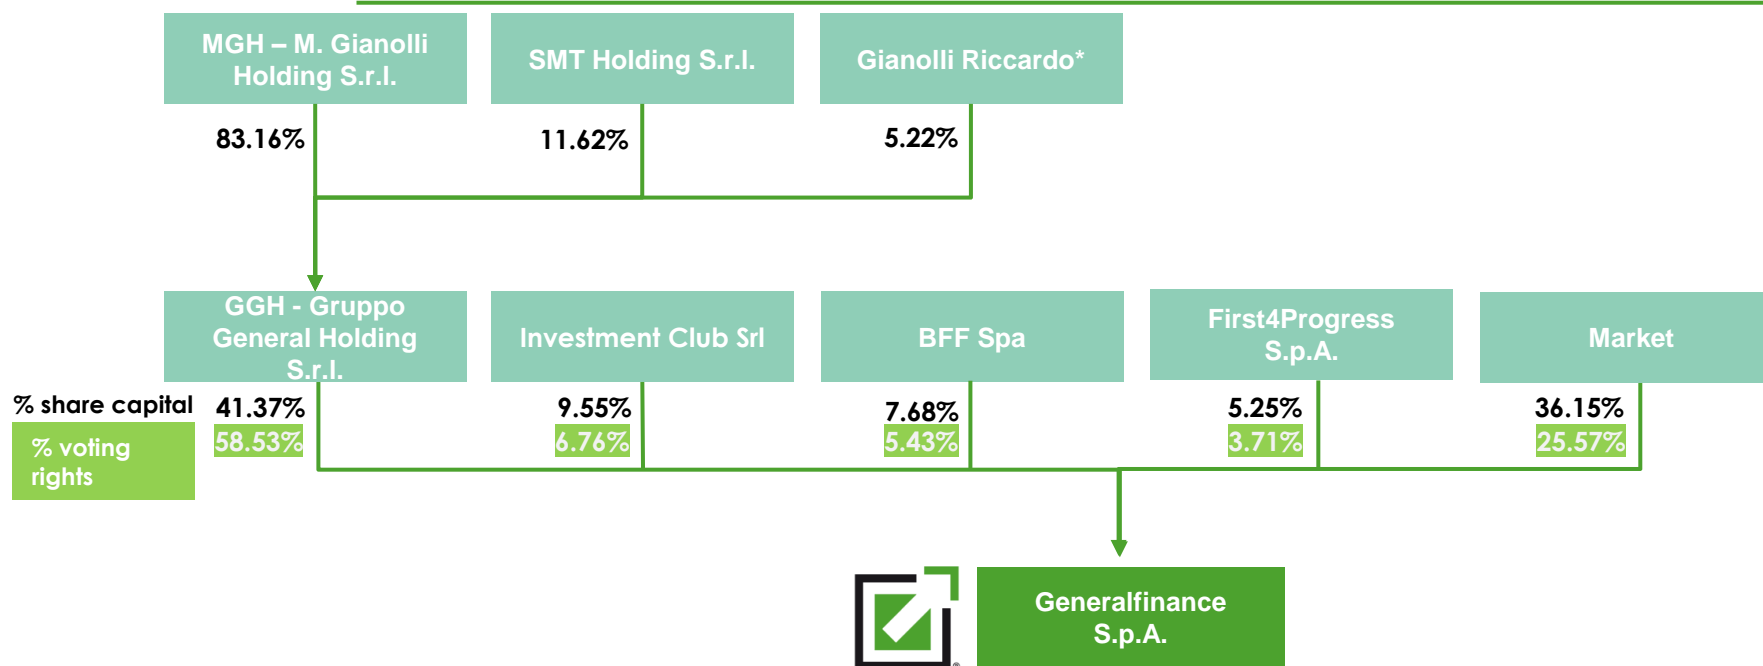 MGH – M. Gianolli
Holding S.r.l.
SMT Holding S.r.l.
Gianolli Riccardo*
83.16%
11.62%
5.22%
GGH - Gruppo
General Holding
S.r.l.
Investment Club Srl
BFF Spa
First4Progress
S.p.A.
Market
% share capital
41.37%
9.55%
7.68%
5.25%
36.15%
% voting
rights
58.53%
6.76%
5.43%
3.71%
25.57%
Generalfinance
S.p.A.
®